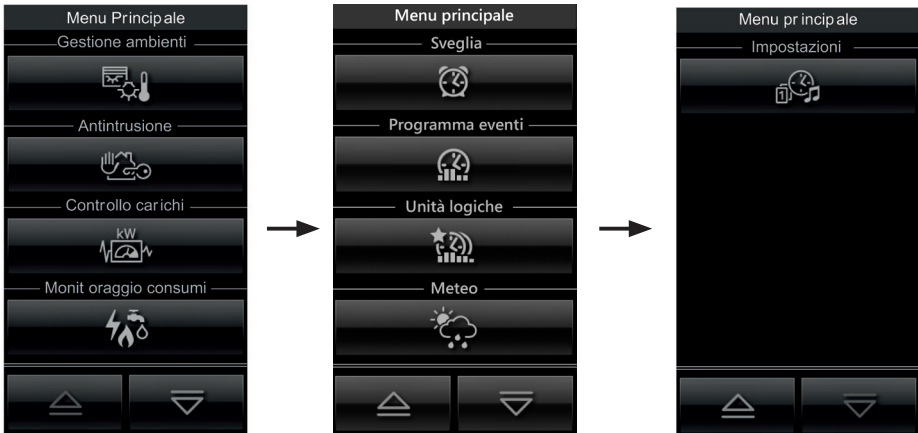 Menu Principale
Gestione ambienti
Antintrusione
Controllo carichi
kW
Monit oraggio consumi
Menu principale
Sveglia
Programma eventi
Unità logiche
Meteo
Menu pr incip ale
Impostazioni
1